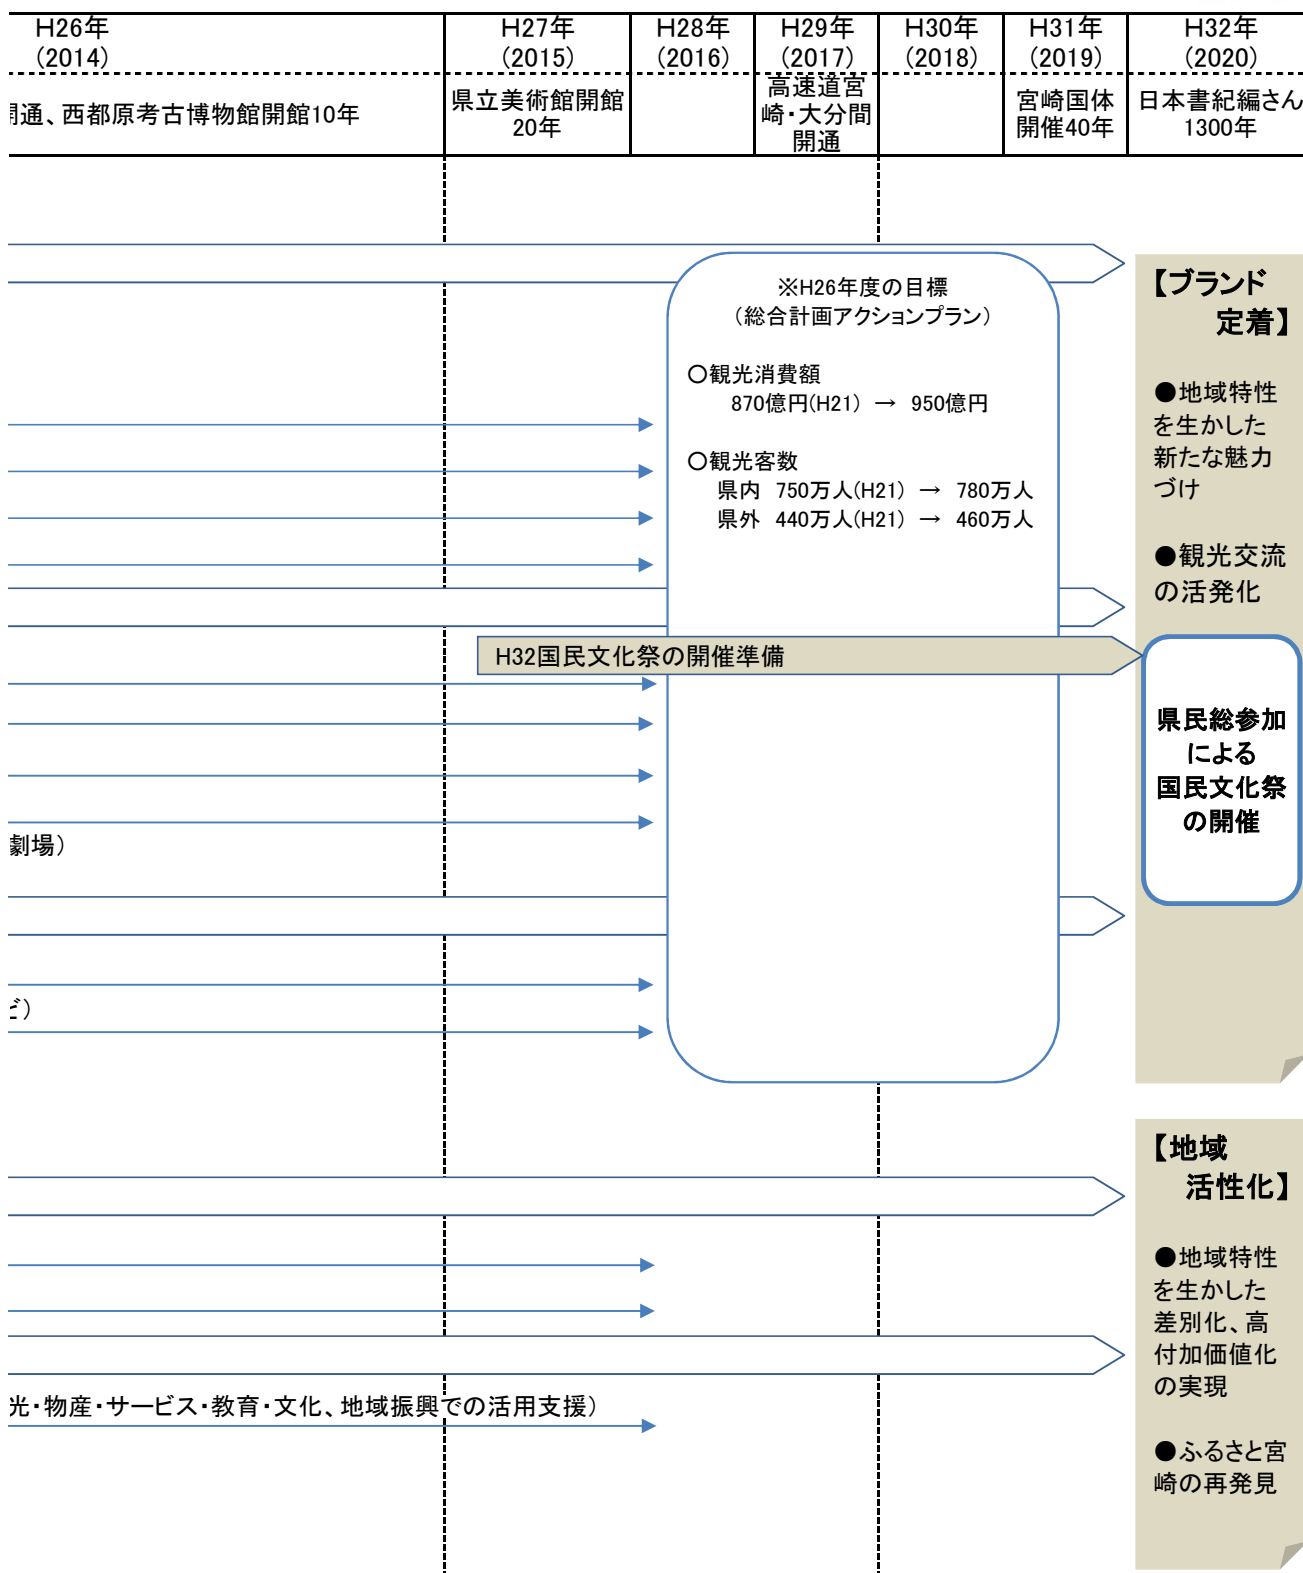 H26年
（2014）
H27年
（2015）
H28年
（2016）
H29年
（2017）
H30年
（2018）
H31年
（2019）
H32年
（2020）
通、西都原考古博物館開館10年
県立美術館開館
20年
高速道宮
崎・大分間
開通
宮崎国体
開催40年
日本書紀編さん
1300年
※H26年度の目標
（総合計画アクションプラン）
○観光消費額
870億円(H21) → 950億円
○観光客数
県内 750万人(H21) → 780万人
県外 440万人(H21) → 460万人
H32国民文化祭の開催準備
劇場）
ど）
光・物産・サービス・教育・文化、地域振興での活用支援）
【ブランド
定着】
●地域特性
を生かした
新たな魅力
づけ
●観光交流
の活発化
県民総参加
による
国民文化祭
の開催
【地域
活性化】
●地域特性
を生かした
差別化、高
付加価値化
の実現
●ふるさと宮
崎の再発見